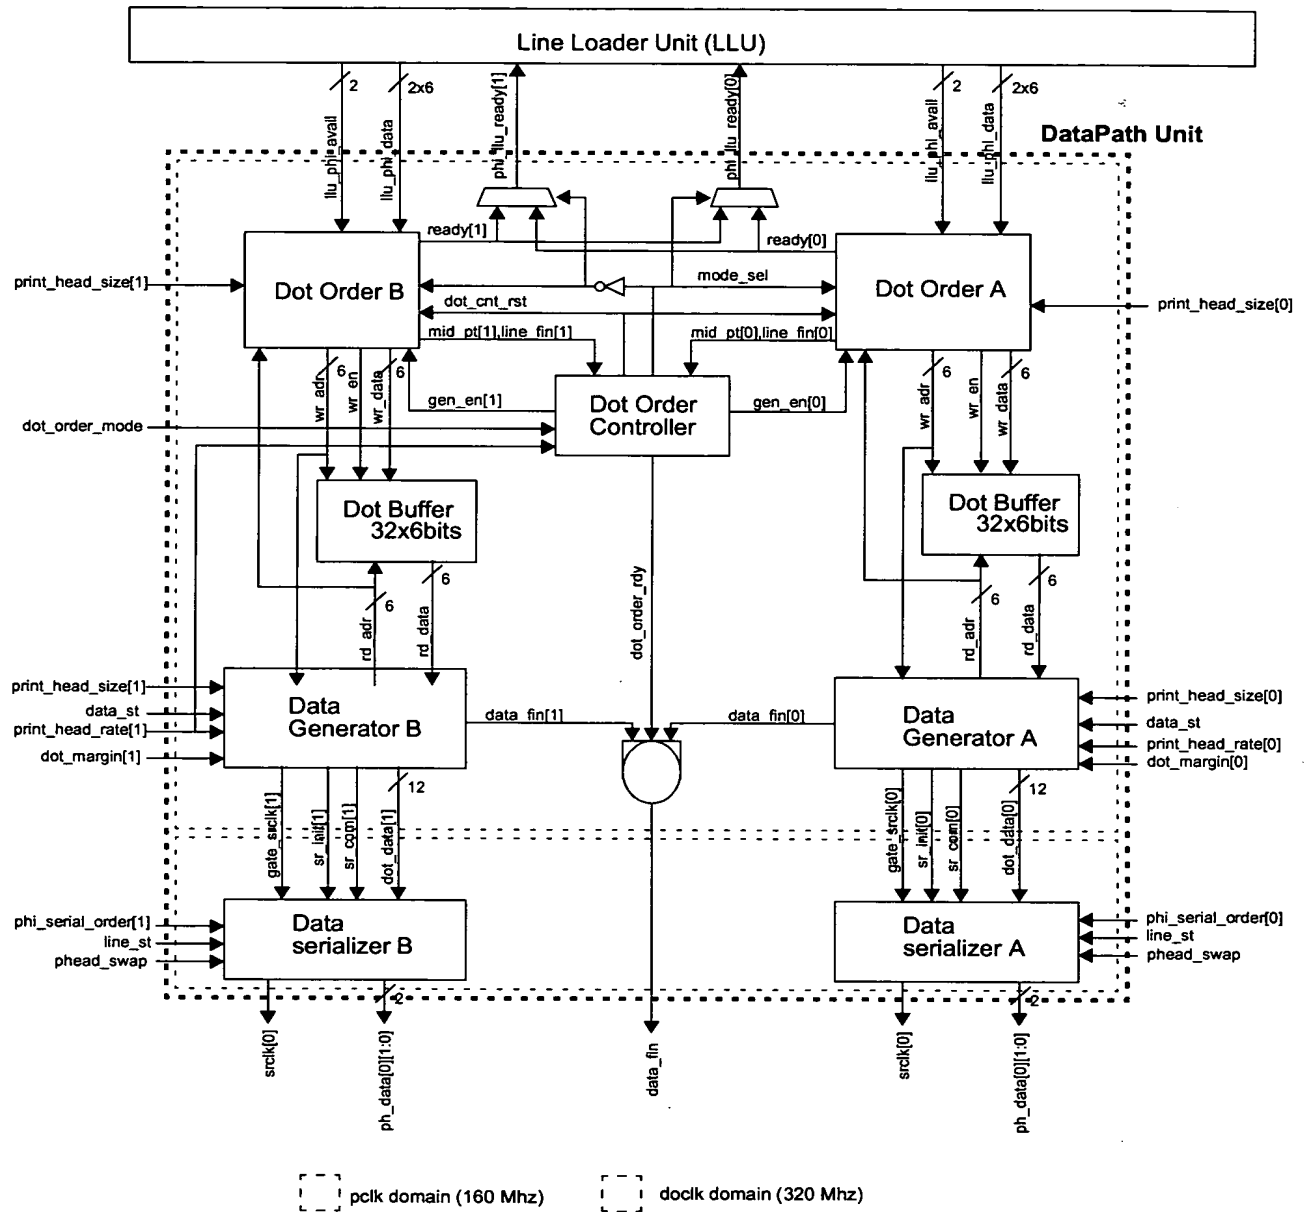 Line Loader Unit (LLU)
2
2x6
phi_llu_ready[1]
phi_llu_ready[0]
2
2x6
llu_phi_avail
llu_phi_data
llu_phi_avail
llu_phi_data
DataPath Unit
ready[1]
ready[0]
print_head_size[1]
Dot Order B
mode_sel
Dot Order A
print_head_size[0]
dot_cnt_rst
mid_pt[1],line_fin[1]
mid_pt[0],line_fin[0]
wr_adr
6
wr_en
wr_data
6
gen_en[1]
Dot Order
Controller
gen_en[0]
wr_adr
6
wr_en
wr_data
6
dot_order_mode
Dot Buffer
32x6bits
Dot Buffer
32x6bits
6
6
rd_adr
rd_data
dot_order_rdy
6
6
rd_adr
rd_data
print_head_size[1]
data_st
print_head_rate[1]
dot_margin[1]
Data
Generator B
data_fin[1]
data_fin[0]
Data
Generator A
print_head_size[0]
data_st
print_head_rate[0]
dot_margin[0]
12
12
gate_srclk[1]
sr_init[1]
sr_com[1]
dot_data[1]
gate_srclk[0]
sr_init[0]
sr_com[0]
dot_data[0]
phi_serial_order[1]
line_st
phead_swap
Data
serializer B
Data
serializer A
phi_serial_order[0]
line_st
phead_swap
2
2
srclk[0]
ph_data[0][1:0]
data_fin
srclk[0]
ph_data[0][1:0]
pclk domain (160 Mhz)
doclk domain (320 Mhz)